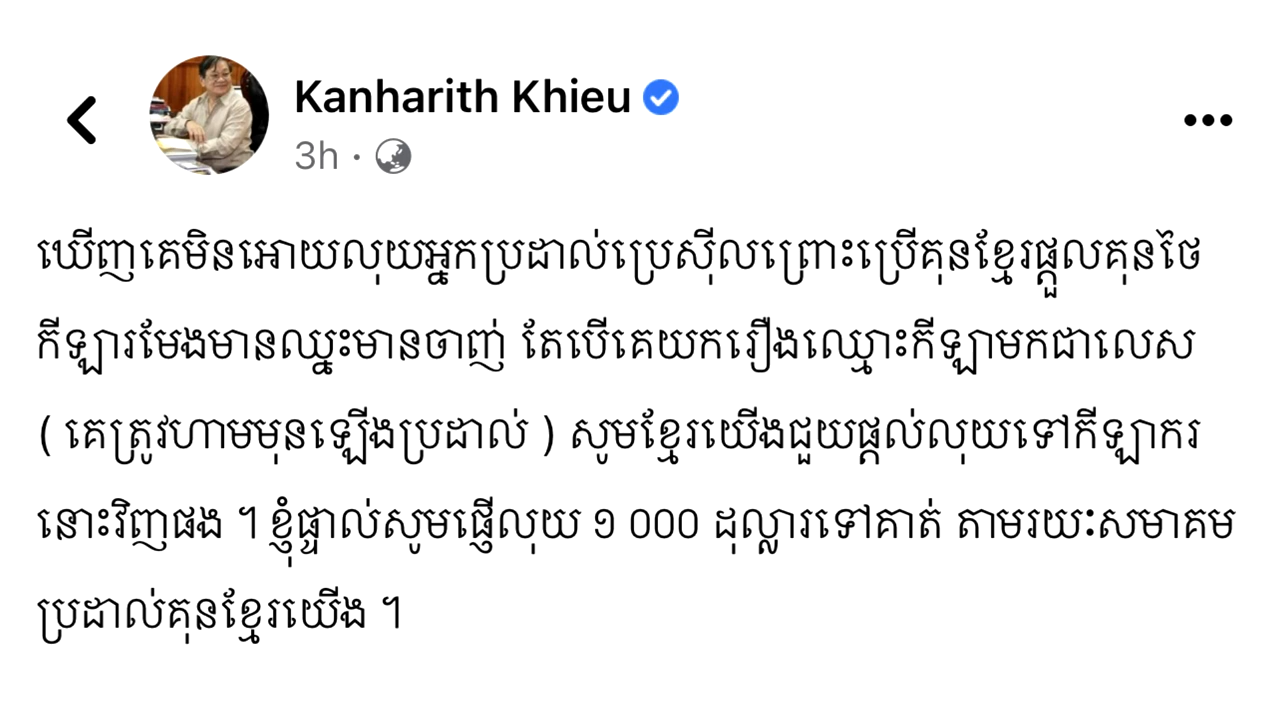 Kanharith Khieu
3h ·
ឃើញគេមិនអោយលុយអ្នកប្រដាល់ប្រេស៊ីលព្រោះប្រើគុនខ្មែរផ្តួលគុនថៃ
កីឡារមែងមានឈ្នះមានចាញ់ តែបើគេយករឿងឈ្មោះកីឡាមកជាលេស
( គេត្រូវហាមមុនឡើងប្រដាល់ ) សូមខ្មែរយើងជួយផ្តល់លុយទៅកីឡាករ
នោះវិញផង ។ ខ្ញុំផ្ទាល់សូមផ្ញើលុយ ១ ០០០ ដុល្លារទៅគាត់ តាមរយៈសមាគម
ប្រដាល់គុនខ្មែរយើង ។